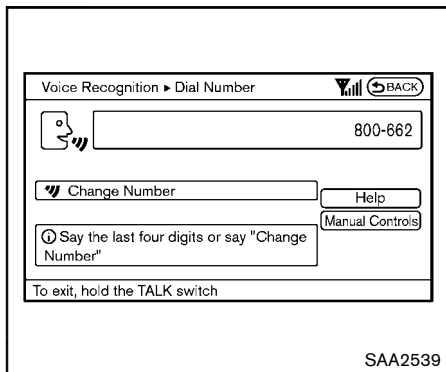 Voice Recognition ▸ Dial Number BACK
800-662
Change Number
Help
Manual Controls
Say the last four digits or say "Change
Number"
To exit, hold the TALK switch
SAA2539